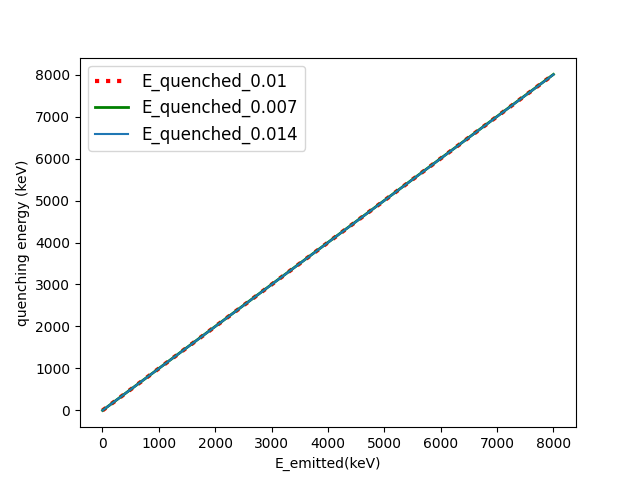 E_quenched_0.01
E_quenched_0.007
E_quenched_0.014
quenching energy (keV)
8000
7000
6000
5000
4000
3000
2000
1000
0
0 1000 2000 3000 4000 5000 6000 7000 8000
E_emitted(keV)